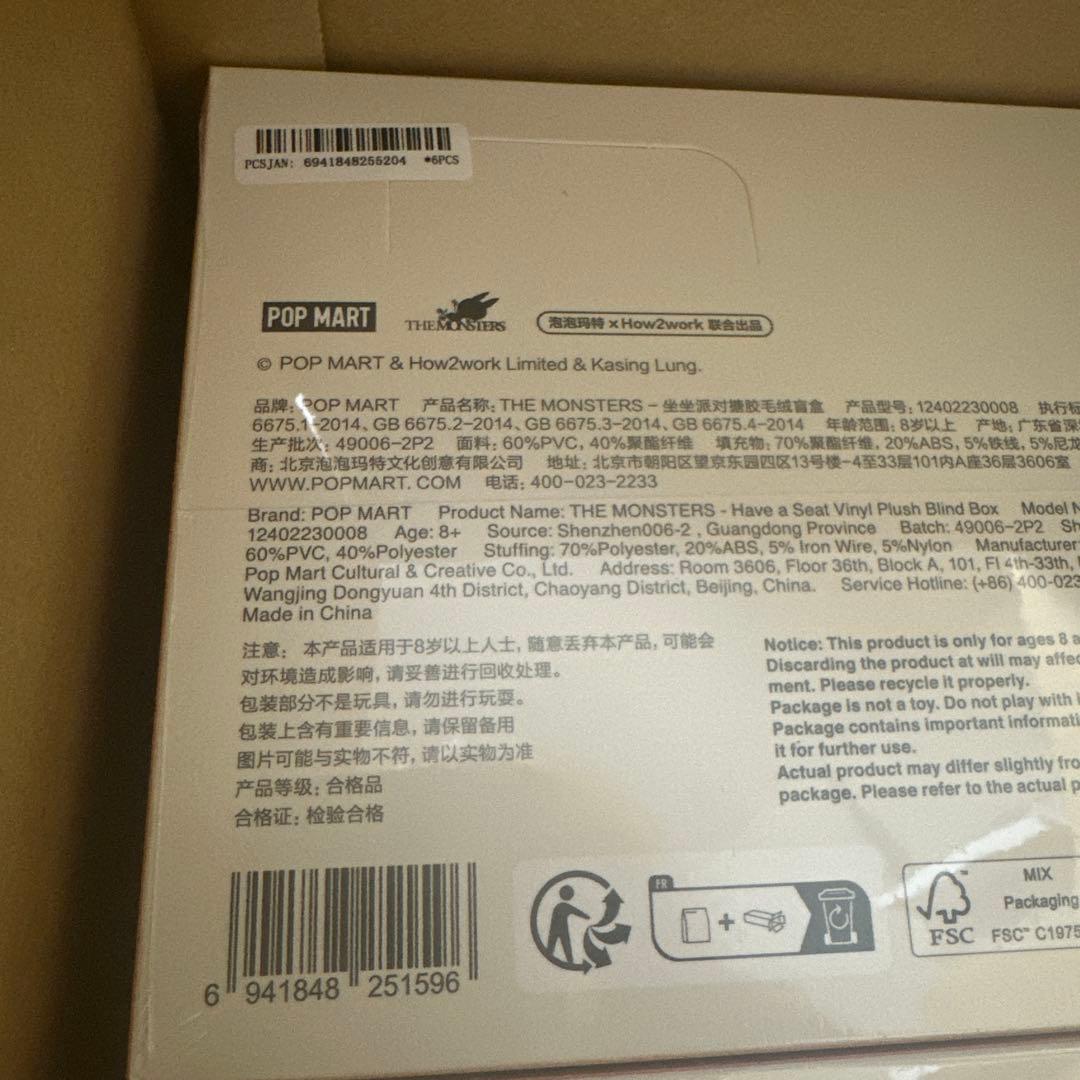 PCSJAN: 6941848255204 *6PCS
POP MART THE MONSTERS 泡泡玛特 × How2work 联合出品
© POP MART & How2work Limited & Kasing Lung.
品牌: POP MART 产品名称: THE MONSTERS - 坐坐派对搪胶毛绒盲盒 产品型号: 12402230008 执行标
6675.1-2014、GB 6675.2-2014、GB 6675.3-2014、GB 6675.4-2014 年龄范围: 8岁以上 产地: 广东省深
生产批次: 49006-2P2 面料: 60%PVC, 40%聚酯纤维 填充物: 70%聚酯纤维, 20%ABS, 5%铁线, 5%尼龙
商: 北京泡泡玛特文化创意有限公司 地址: 北京市朝阳区望京东园四区13号楼-4至33层101内A座36层3606室
WWW.POPMART.COM 电话: 400-023-2233
Brand: POP MART Product Name: THE MONSTERS - Have a Seat Vinyl Plush Blind Box Model N
12402230008 Age: 8+ Source: Shenzhen006-2 , Guangdong Province Batch: 49006-2P2 Sh
60%PVC, 40%Polyester Stuffing: 70%Polyester, 20%ABS, 5% Iron Wire, 5%Nylon Manufacturer:
Pop Mart Cultural & Creative Co., Ltd. Address: Room 3606, Floor 36th, Block A, 101, Fl 4th-33th,
Wangjing Dongyuan 4th District, Chaoyang District, Beijing, China. Service Hotline: (+86) 400-023
Made in China
注意: 本产品适用于8岁以上人士, 随意丢弃本产品, 可能会
对环境造成影响, 请妥善进行回收处理。
包装部分不是玩具, 请勿进行玩耍。
包装上含有重要信息, 请保留备用
图片可能与实物不符, 请以实物为准
产品等级: 合格品
合格证: 检验合格
Notice: This product is only for ages 8 a
Discarding the product at will may affec
ment. Please recycle it properly.
Package is not a toy. Do not play with i
Package contains important informati
it for further use.
Actual product may differ slightly fro
package. Please refer to the actual p
6 941848 251596
FR
MIX
Packaging
FSC FSC™ C1975